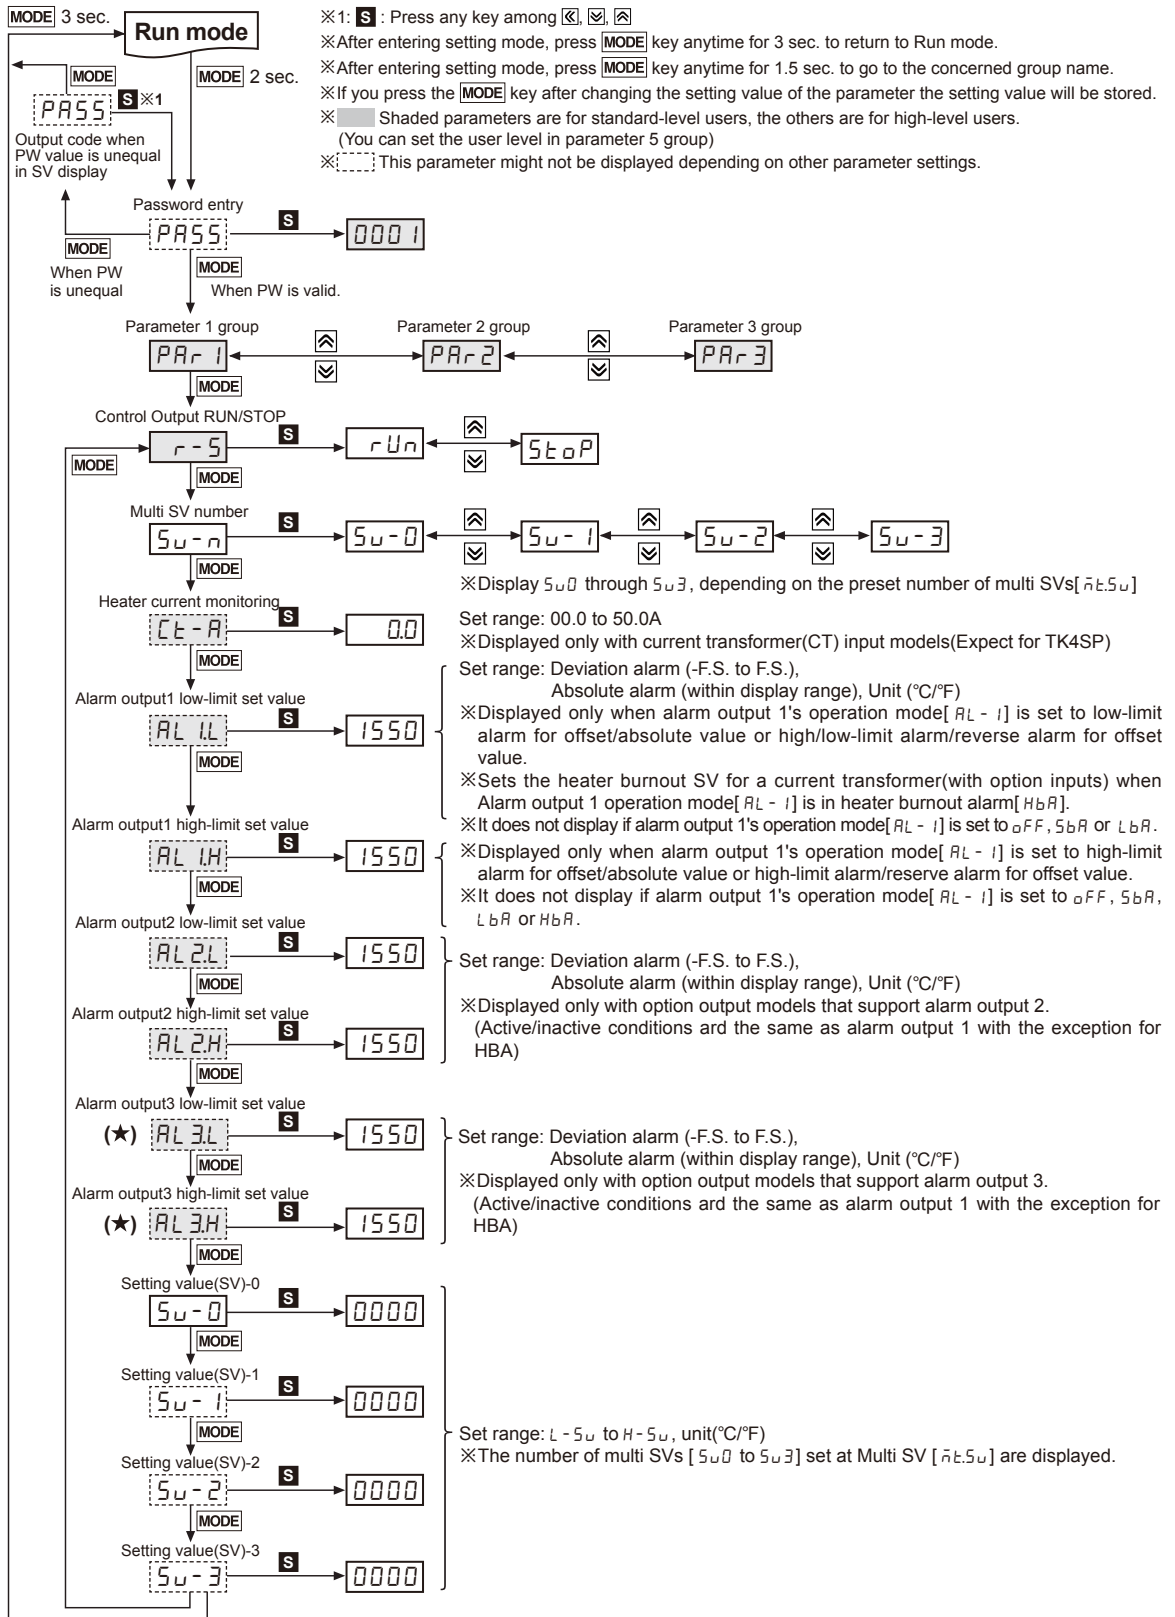 MODE 3 sec.
Run mode
※1: S : Press any key among «, ︾, ︽
※After entering setting mode, press MODE key anytime for 3 sec. to return to Run mode.
MODE
MODE 2 sec.
※After entering setting mode, press MODE key anytime for 1.5 sec. to go to the concerned group name.
PASS S ※1
※If you press the MODE key after changing the setting value of the parameter the setting value will be stored.
※ Shaded parameters are for standard-level users, the others are for high-level users.
(You can set the user level in parameter 5 group)
Output code when
PW value is unequal
in SV display
※ This parameter might not be displayed depending on other parameter settings.
Password entry
PASS S 0001
MODE
When PW
is unequal
MODE
When PW is valid.
Parameter 1 group Parameter 2 group Parameter 3 group
PAr1 PAr2 PAr3
MODE
Control Output RUN/STOP
MODE
r-S S rUn StoP
MODE
Multi SV number
Su-n S Su-0 Su-1 Su-2 Su-3
MODE
※Display Su0 through Su3, depending on the preset number of multi SVs[ñt.Su]
Heater current monitoring
Ct-A S 0.0
MODE
Set range: 00.0 to 50.0A
※Displayed only with current transformer(CT) input models(Expect for TK4SP)
Alarm output1 low-limit set value
AL1.L S 1550
MODE
Set range: Deviation alarm (-F.S. to F.S.),
Absolute alarm (within display range), Unit (℃/℉)
※Displayed only when alarm output 1's operation mode[AL-1] is set to low-limit
alarm for offset/absolute value or high/low-limit alarm/reverse alarm for offset
value.
※Sets the heater burnout SV for a current transformer(with option inputs) when
Alarm output 1 operation mode[AL-1] is in heater burnout alarm[HbA].
※It does not display if alarm output 1's operation mode[AL-1] is set to oFF, SbA or LbA.
Alarm output1 high-limit set value
AL1.H S 1550
MODE
※Displayed only when alarm output 1's operation mode[AL-1] is set to high-limit
alarm for offset/absolute value or high-limit alarm/reserve alarm for offset value.
※It does not display if alarm output 1's operation mode[AL-1] is set to oFF, SbA,
LbA or HbA.
Alarm output2 low-limit set value
AL2.L S 1550
MODE
Alarm output2 high-limit set value
AL2.H S 1550
MODE
Set range: Deviation alarm (-F.S. to F.S.),
Absolute alarm (within display range), Unit (℃/℉)
※Displayed only with option output models that support alarm output 2.
(Active/inactive conditions ard the same as alarm output 1 with the exception for
HBA)
Alarm output3 low-limit set value
(★) AL3.L S 1550
MODE
Alarm output3 high-limit set value
(★) AL3.H S 1550
MODE
Set range: Deviation alarm (-F.S. to F.S.),
Absolute alarm (within display range), Unit (℃/℉)
※Displayed only with option output models that support alarm output 3.
(Active/inactive conditions ard the same as alarm output 1 with the exception for
HBA)
Setting value(SV)-0
Su-0 S 0000
MODE
Setting value(SV)-1
Su-1 S 0000
MODE
Setting value(SV)-2
Su-2 S 0000
MODE
Setting value(SV)-3
Su-3 S 0000
Set range: L-Su to H-Su, unit(℃/℉)
※The number of multi SVs [Su0 to Su3] set at Multi SV [ñt.Su] are displayed.